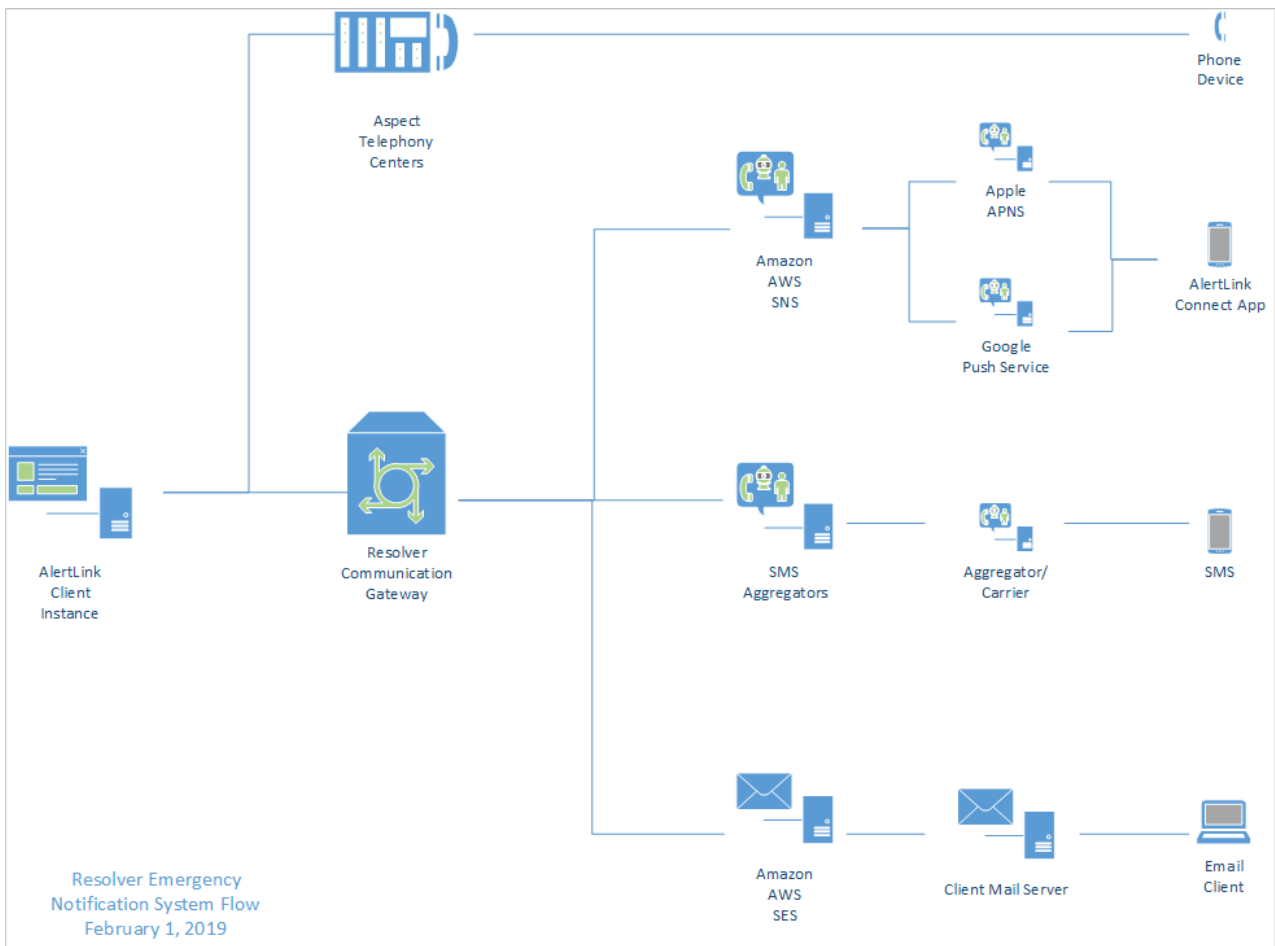 Phone
Device
Aspect
Telephony
Centers
Apple
APNS
Amazon
AWS
SNS
AlertLink
Connect App
Google
Push Service
Resolver
Communication
Gateway
AlertLink
Client
Instance
SMS
Aggregators
Aggregator/
Carrier
SMS
Amazon
AWS
SES
Client Mail Server
Email
Client
Resolver Emergency
Notification System Flow
February 1, 2019